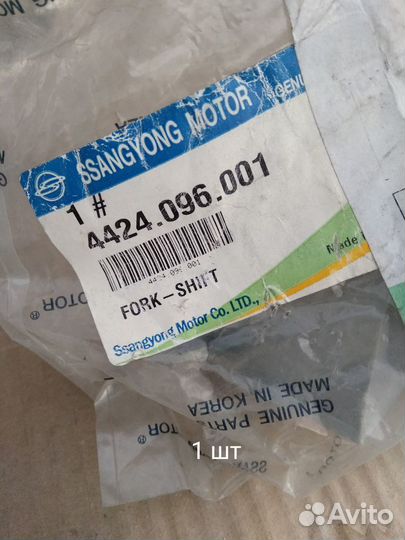 SSANGYONG MOTOR
1 #
4424.096.001
4424.096.001
FORK-SHIFT
Ssangyong Motor Co. LTD.,
Made
MOTOR ®
GENUINE PARTS
MADE IN KOREA
1 шт
Avito